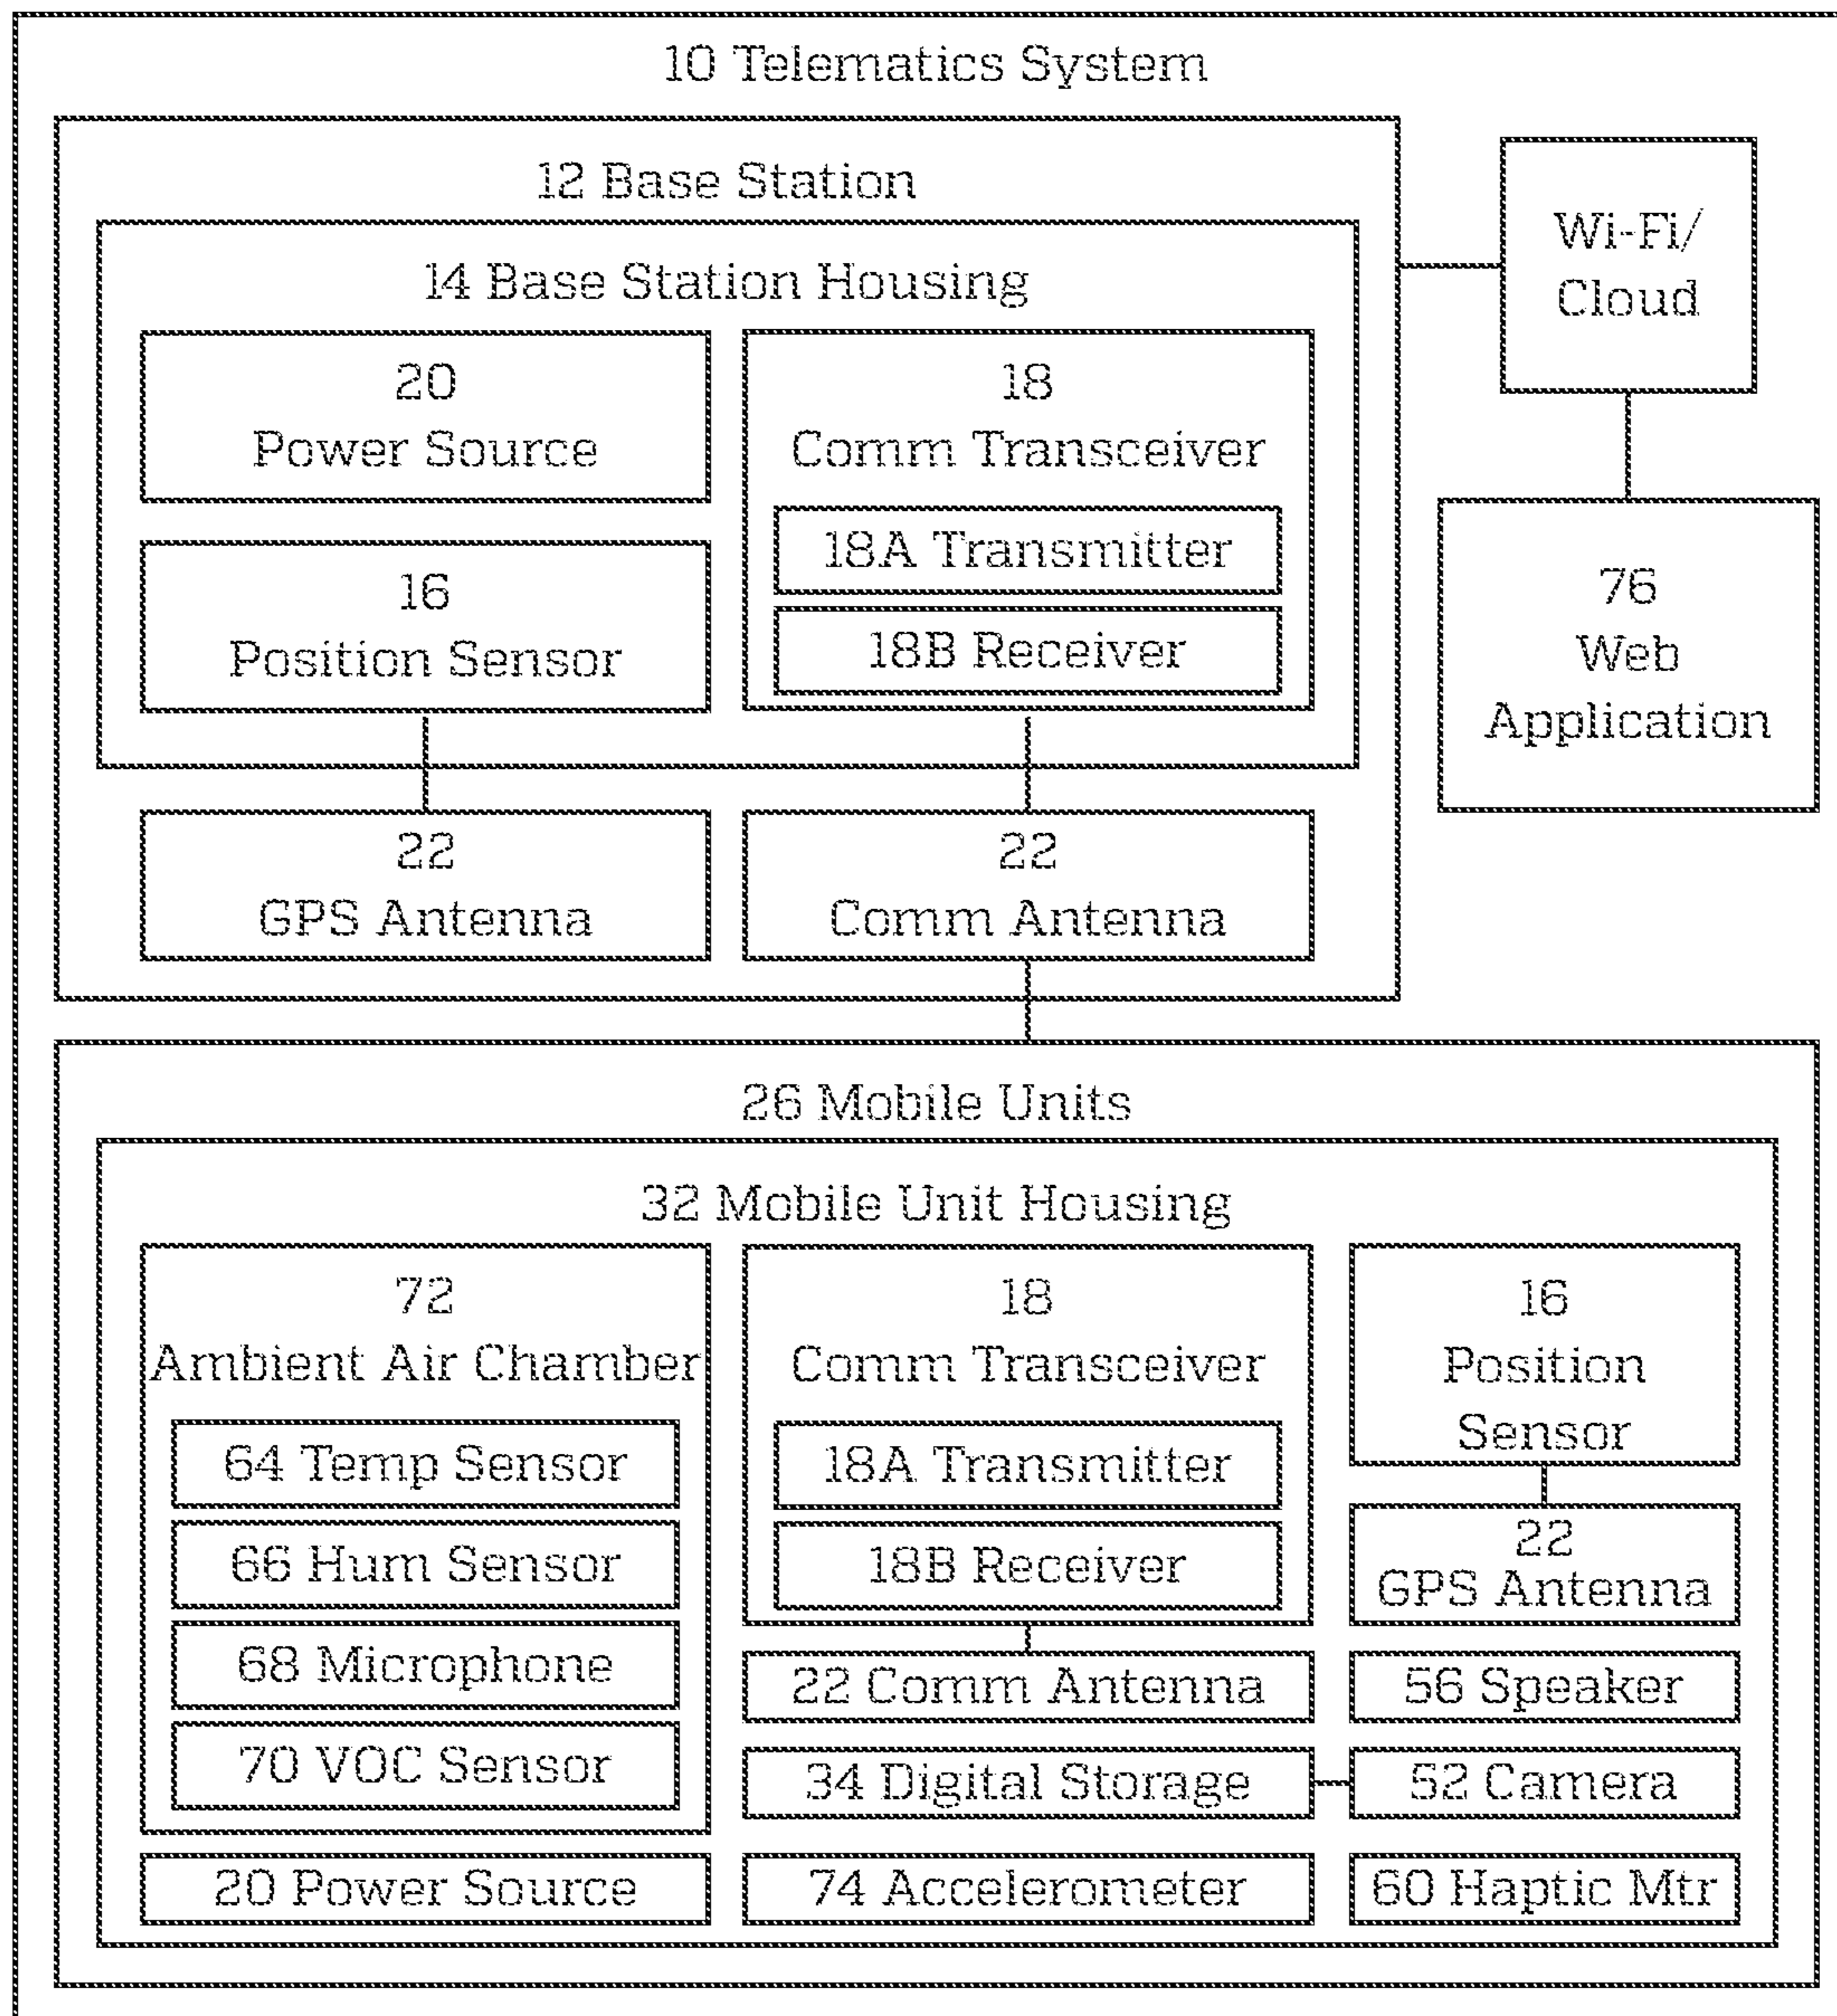 10 Telematics System
12 Base Station
14 Base Station Housing
20
Power Source
18
Comm Transceiver
18A Transmitter
18B Receiver
16
Position Sensor
22
GPS Antenna
22
Comm Antenna
Wi-Fi/
Cloud
76
Web
Application
26 Mobile Units
32 Mobile Unit Housing
72
Ambient Air Chamber
64 Temp Sensor
66 Hum Sensor
68 Microphone
70 VOC Sensor
20 Power Source
18
Comm Transceiver
18A Transmitter
18B Receiver
22 Comm Antenna
34 Digital Storage
74 Accelerometer
16
Position
Sensor
22
GPS Antenna
56 Speaker
52 Camera
60 Haptic Mtr